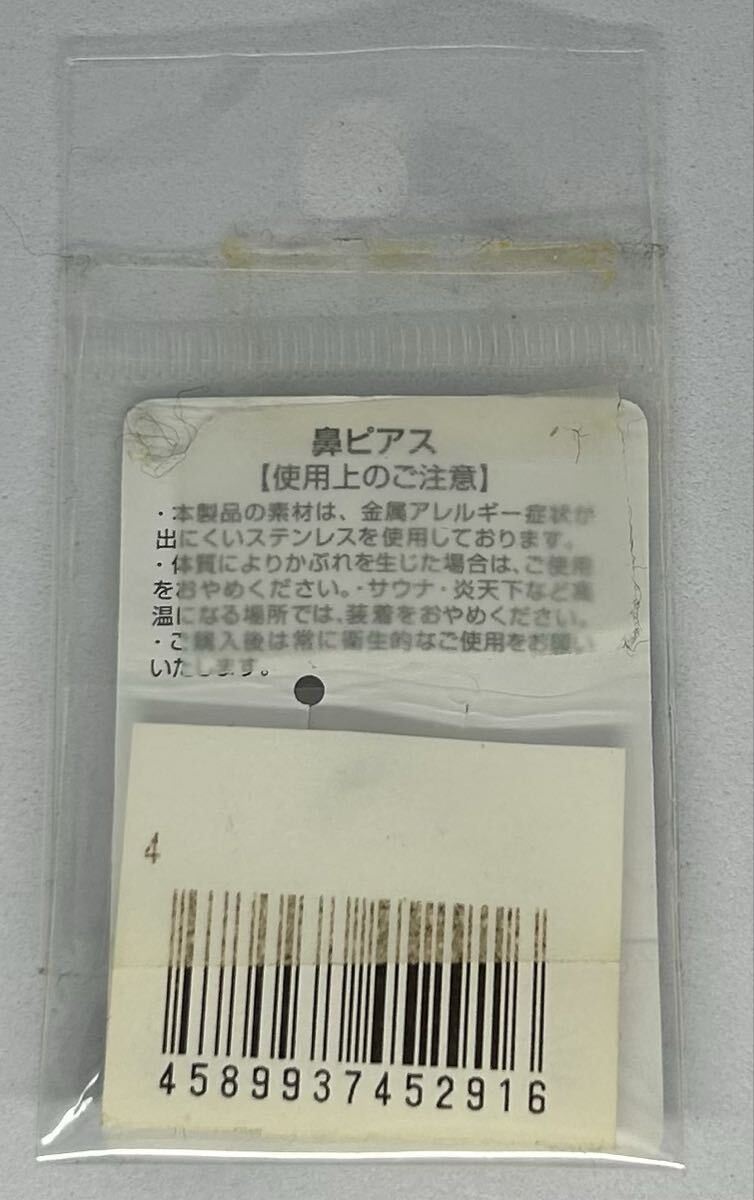 鼻ピアス
【使用上のご注意】
・本製品の素材は、金属アレルギー症状が
出にくいステンレスを使用しております。
・体質によりかぶれを生じた場合は、ご使用
をおやめください。・サウナ・炎天下など高
温になる場所では、装着をおやめください。
・ご購入後は常に衛生的なご使用をお願い
いたします。
4
4589937452916